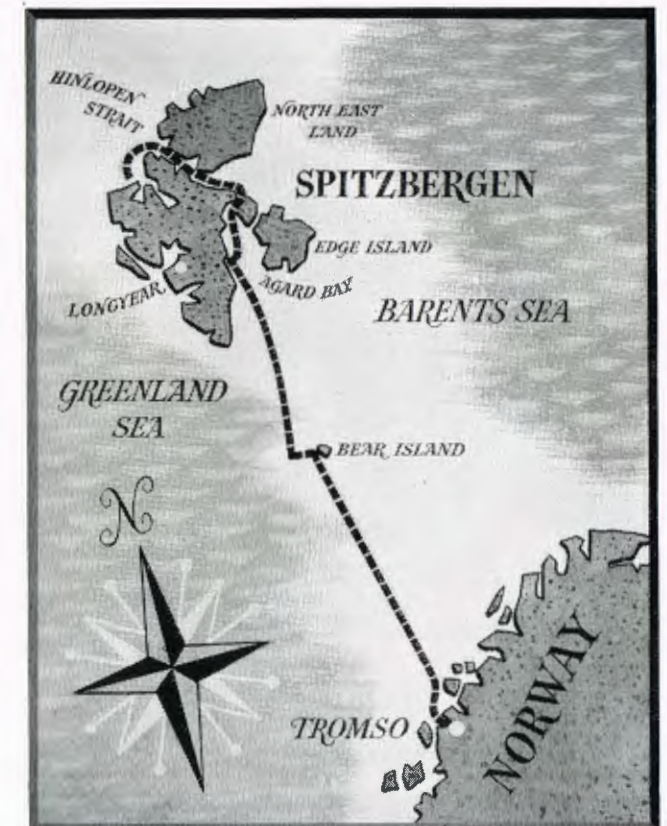 HINLOPEN
STRAIT
NORTH EAST
LAND
SPITZBERGEN
EDGE ISLAND
AGARD BAY
LONGYEAR
BARENTS SEA
GREENLAND
SEA
BEAR ISLAND
N
TROMSO
NORWAY